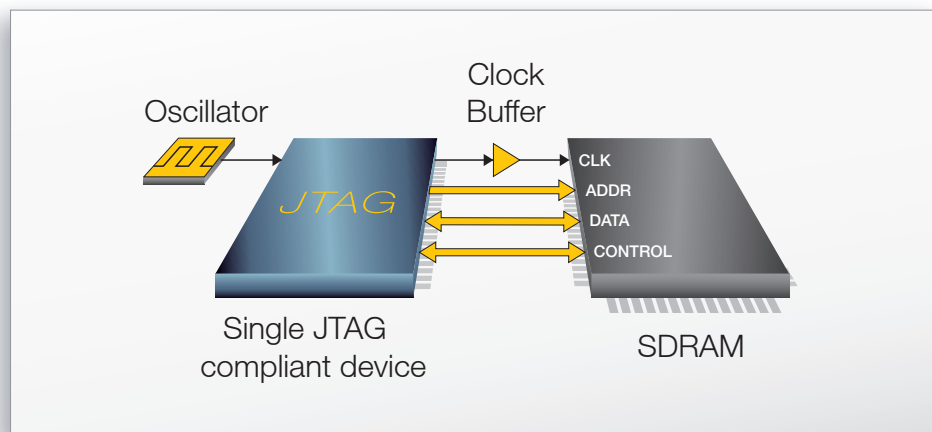 Clock
Buffer
Oscillator
CLK
ADDR
DATA
CONTROL
JTAG
Single JTAG
compliant device
SDRAM